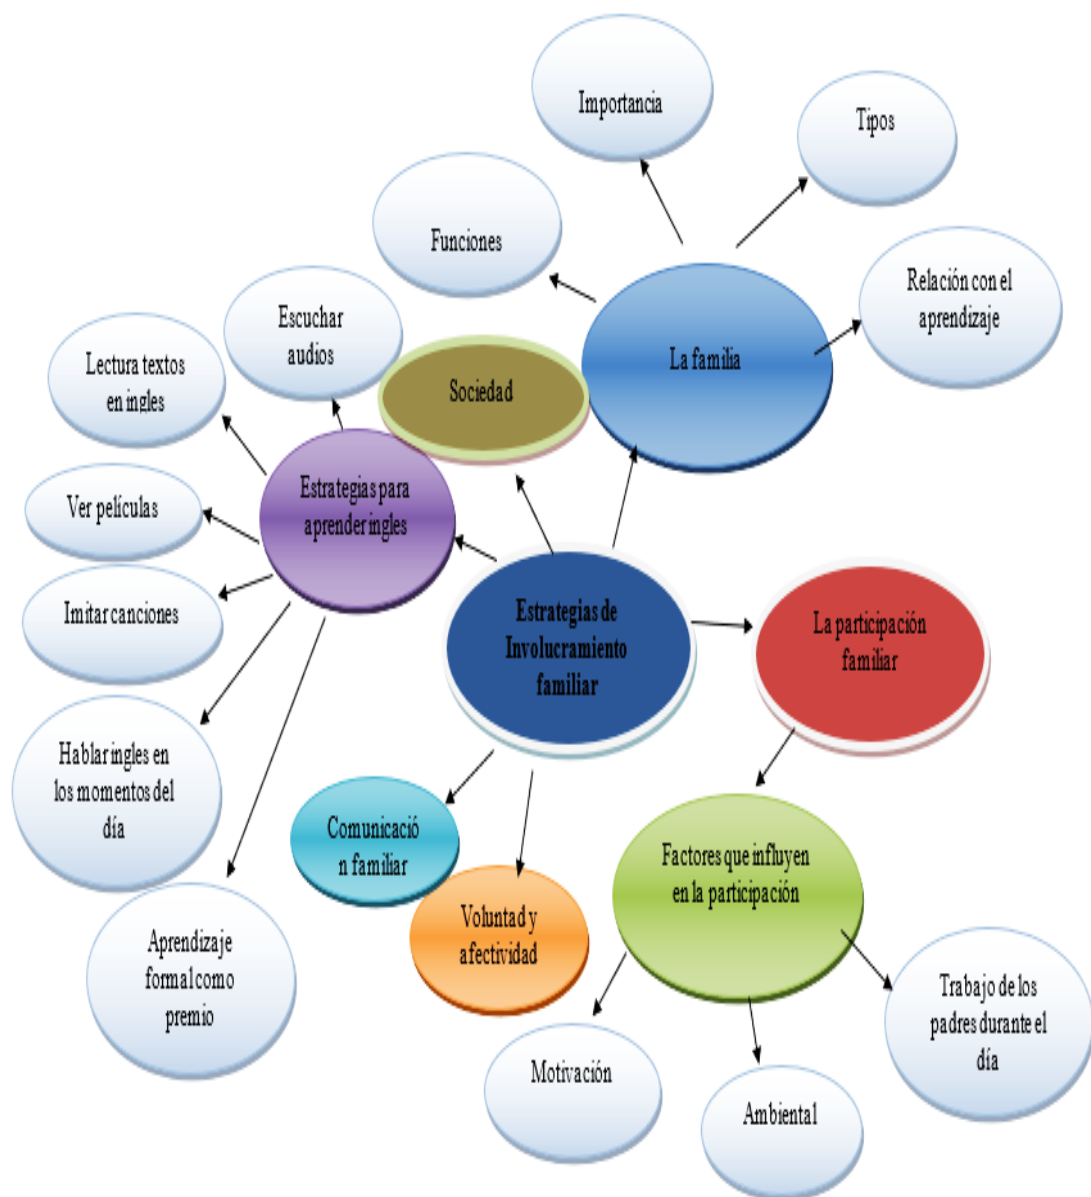 Importancia
Tipos
Funciones
Relación con el
aprendizaje
Escuchar
audios
Lectura textos
en ingles
Sociedad
La familia
Ver películas
Estrategias para
aprender ingles
Imitar canciones
Estrategias de
Involucramiento
familiar
La participación
familiar
Hablar ingles en
los momentos del
día
Comunicació
n familiar
Factores que influyen
en la participación
Voluntad y
afectividad
Aprendizaje
formal como
premio
Trabajo de los
padres durante el
día
Motivación
Ambiental